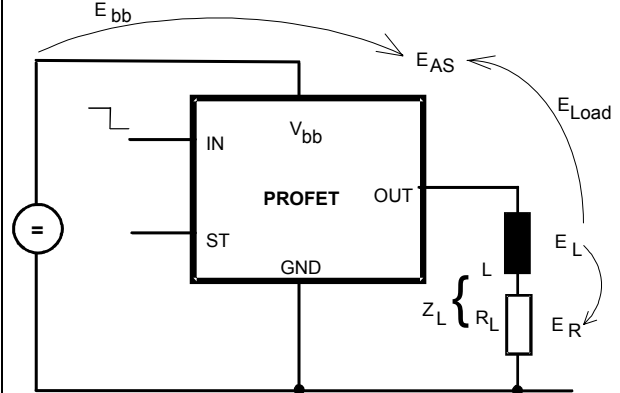 E bb
E AS
E Load
IN
V bb
PROFET
OUT
=
ST
GND
L
E L
Z L { R L
E R